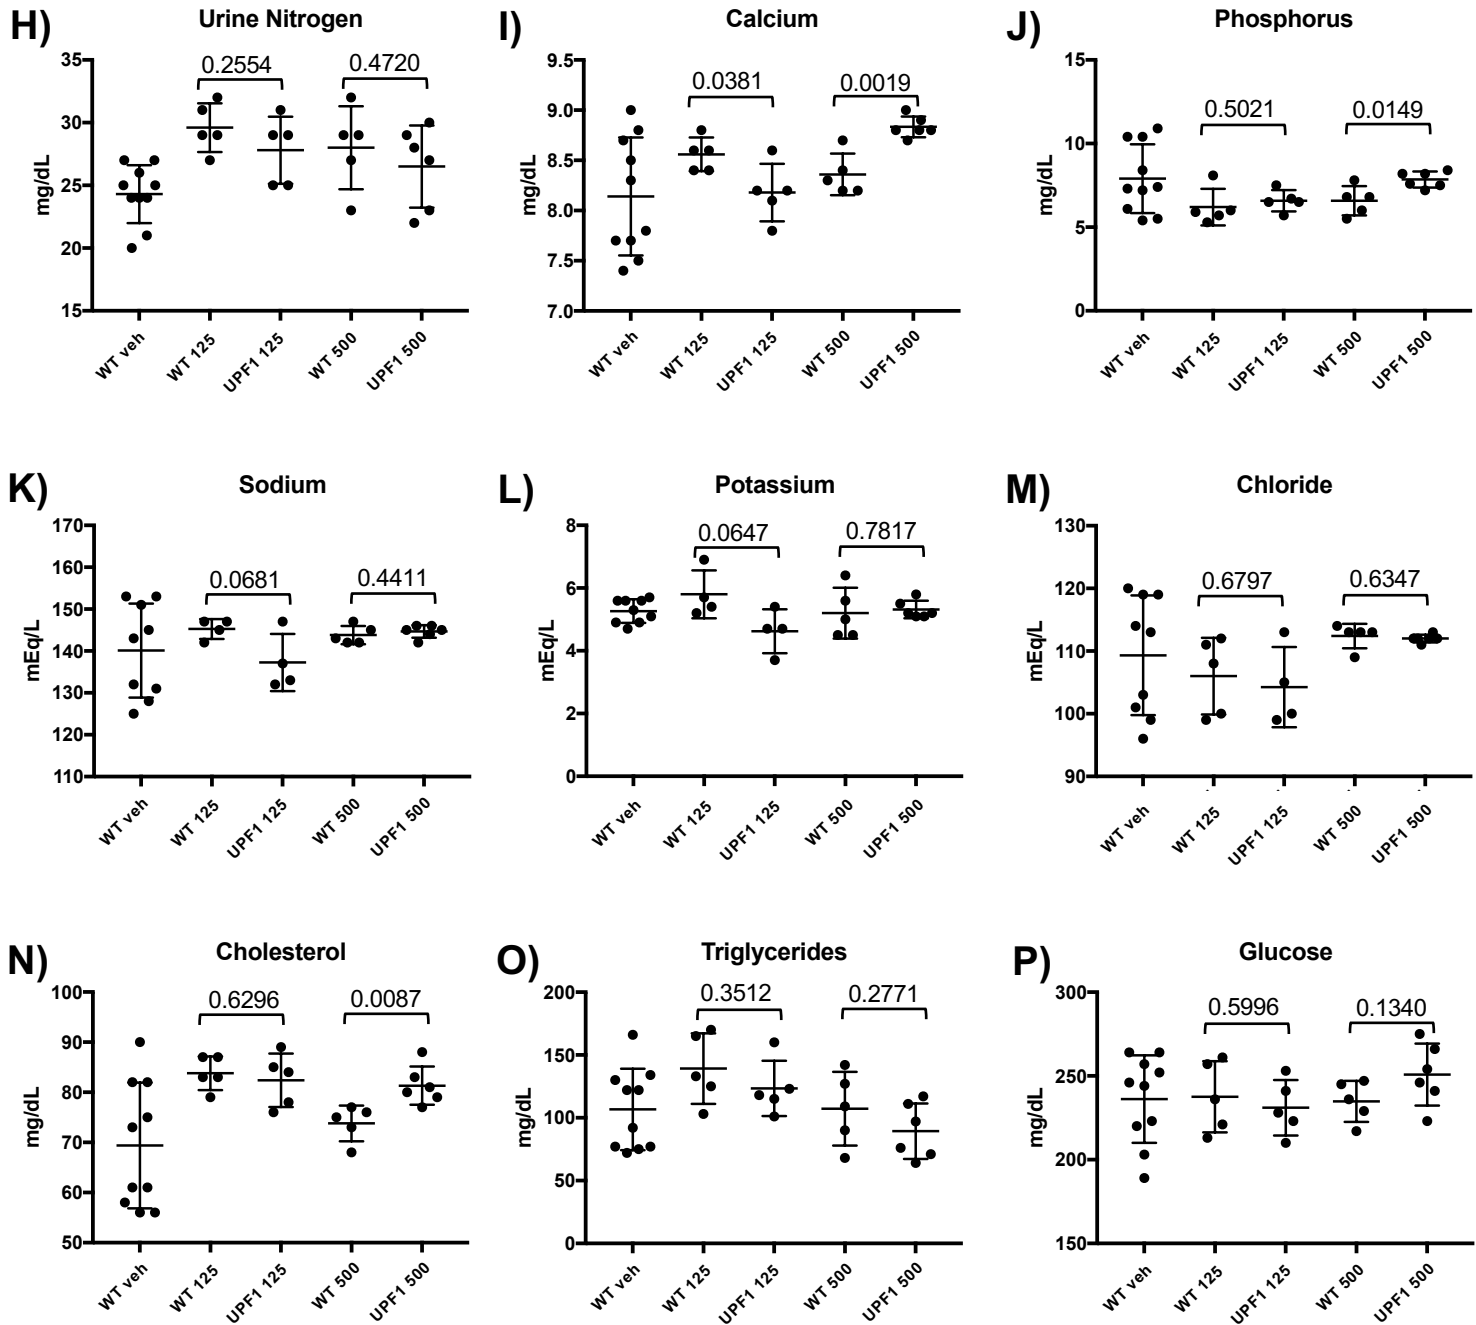 H) Urine Nitrogen
35
30
25
20
15
mg/dL
0.2554
0.4720
WT veh
WT 125
UPF1 125
WT 500
UPF1 500
I) Calcium
9.5
9.0
8.5
8.0
7.5
7.0
mg/dL
0.0381
0.0019
WT veh
WT 125
UPF1 125
WT 500
UPF1 500
J) Phosphorus
15
10
5
0
mg/dL
0.5021
0.0149
WT veh
WT 125
UPF1 125
WT 500
UPF1 500
K) Sodium
170
160
150
140
130
120
110
mEq/L
0.0681
0.4411
WT veh
WT 125
UPF1 125
WT 500
UPF1 500
L) Potassium
8
6
4
2
0
mEq/L
0.0647
0.7817
WT veh
WT 125
UPF1 125
WT 500
UPF1 500
M) Chloride
130
120
110
100
90
mEq/L
0.6797
0.6347
WT veh
WT 125
UPF1 125
WT 500
UPF1 500
N) Cholesterol
100
90
80
70
60
50
mg/dL
0.6296
0.0087
WT veh
WT 125
UPF1 125
WT 500
UPF1 500
O) Triglycerides
200
150
100
50
0
mg/dL
0.3512
0.2771
WT veh
WT 125
UPF1 125
WT 500
UPF1 500
P) Glucose
300
250
200
150
mg/dL
0.5996
0.1340
WT veh
WT 125
UPF1 125
WT 500
UPF1 500